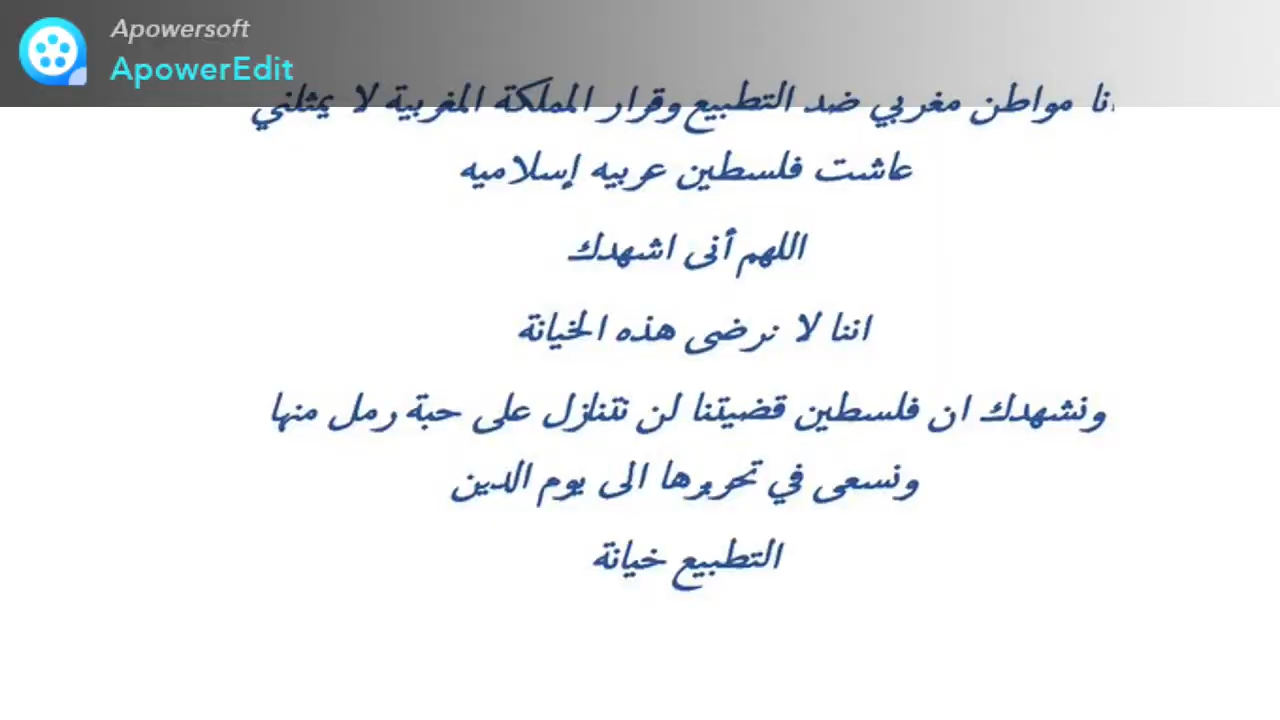 Apowersoft
ApowerEdit
انا مواطن مغربي ضد التطبيع وقرار المملكة المغربية لا يمثلني
عاشت فلسطين عربيه إسلاميه
اللهم أنى اشهدك
اننا لا نرضى هذه الخيانة
ونشهدك ان فلسطين قضيتنا لن نتنازل على حبة رمل منها
ونسعى في تحريرها الى يوم الدين
التطبيع خيانة